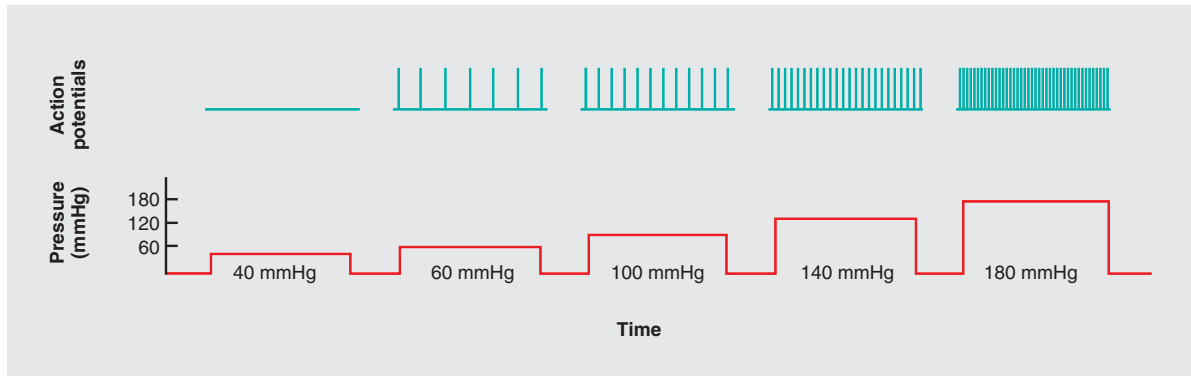 Action
potentials
Pressure
(mmHg)
180
120
60
40 mmHg
60 mmHg
100 mmHg
140 mmHg
180 mmHg
Time